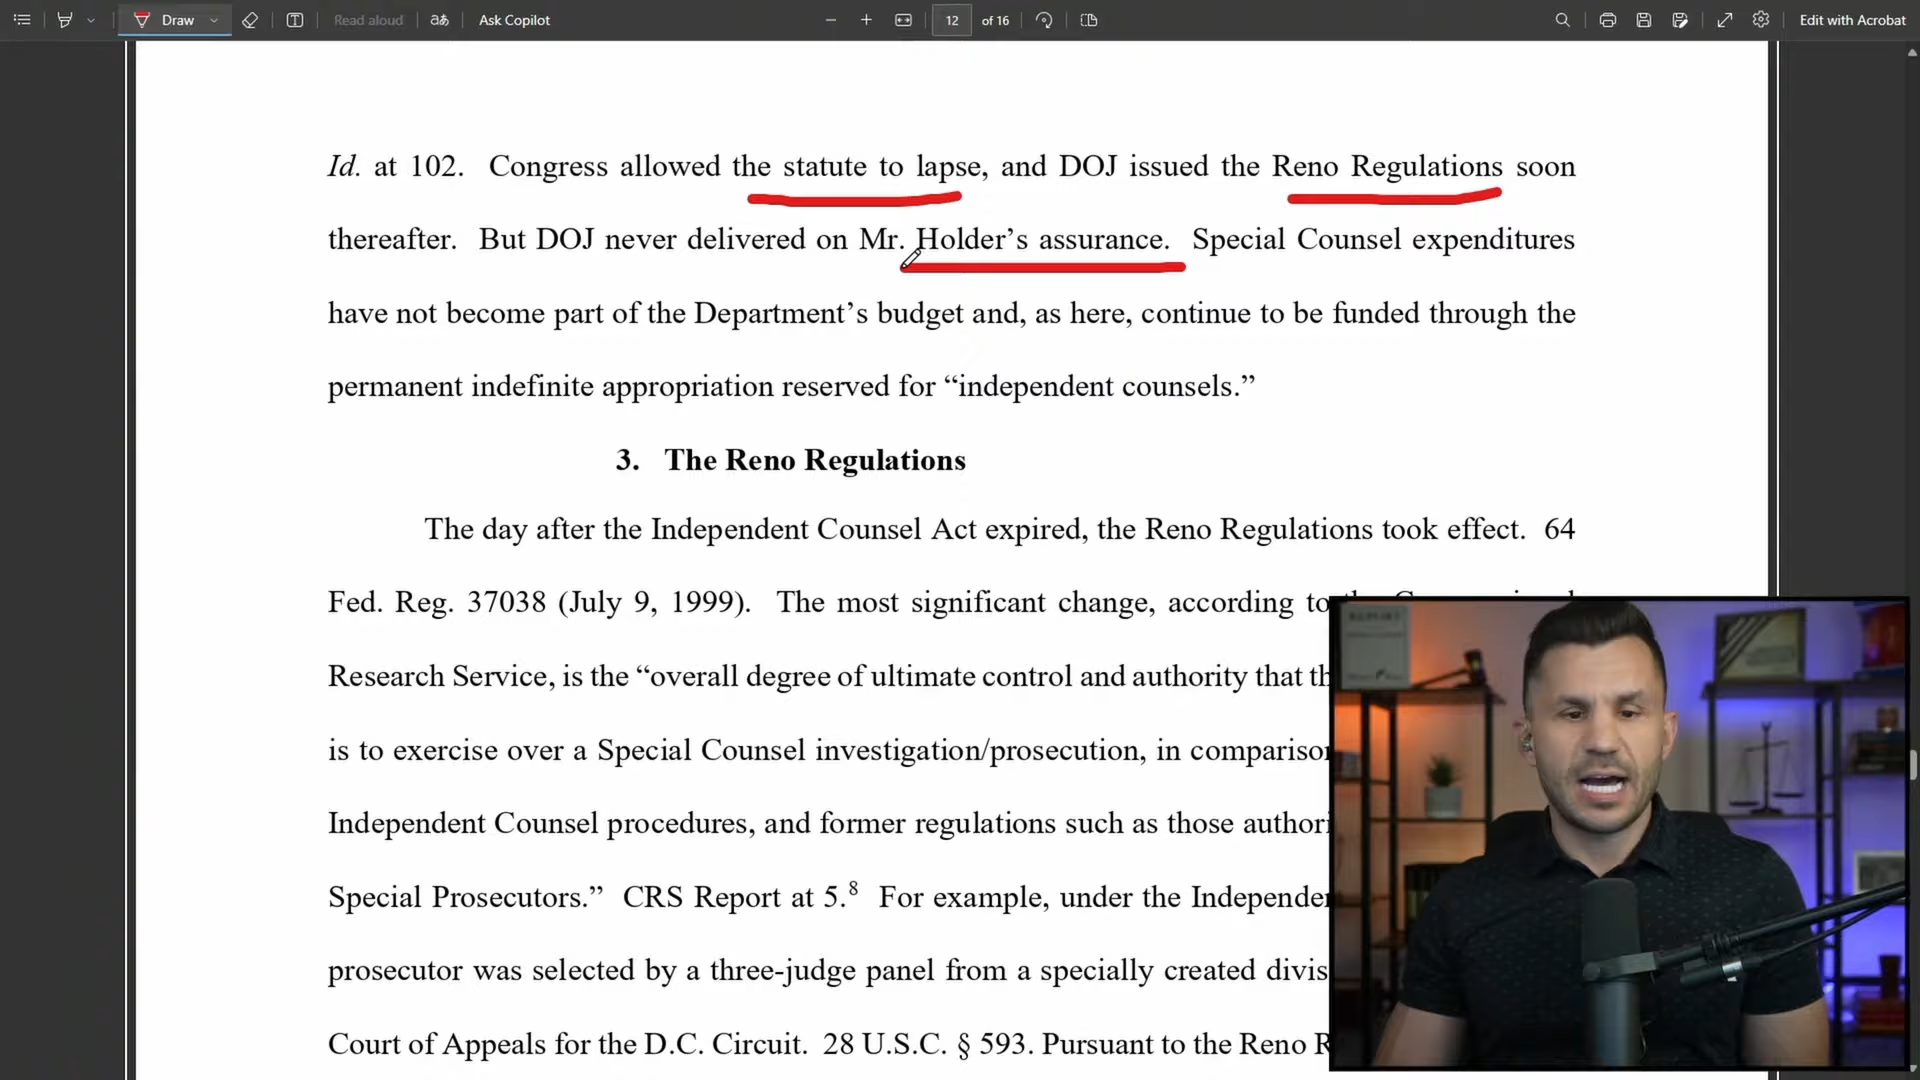 Draw
Read aloud
aあ
Ask Copilot
12 of 16
Edit with Acrobat
Id. at 102. Congress allowed the statute to lapse, and DOJ issued the Reno Regulations soon
thereafter. But DOJ never delivered on Mr. Holder’s assurance. Special Counsel expenditures
have not become part of the Department’s budget and, as here, continue to be funded through the
permanent indefinite appropriation reserved for “independent counsels.”
3. The Reno Regulations
The day after the Independent Counsel Act expired, the Reno Regulations took effect. 64
Fed. Reg. 37038 (July 9, 1999). The most significant change, according to
Research Service, is the “overall degree of ultimate control and authority that
is to exercise over a Special Counsel investigation/prosecution, in comparison
Independent Counsel procedures, and former regulations such as those
Special Prosecutors.” CRS Report at 5.8 For example, under the
prosecutor was selected by a three-judge panel from a specially created
Court of Appeals for the D.C. Circuit. 28 U.S.C. § 593. Pursuant to the Reno
REPORT